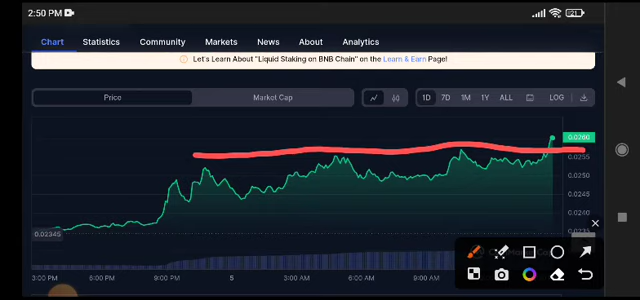 2:50 PM
21
Chart Statistics Community Markets News About Analytics
Let's Learn About "Liquid Staking on BNB Chain" on the Learn & Earn Page!
Price Market Cap 1D 7D 1M 1Y ALL LOG
0.0260
0.0255
0.0250
0.0245
0.0240
0.02345
3:00 PM 6:00 PM 9:00 PM 5 3:00 AM 6:00 AM 9:00 AM